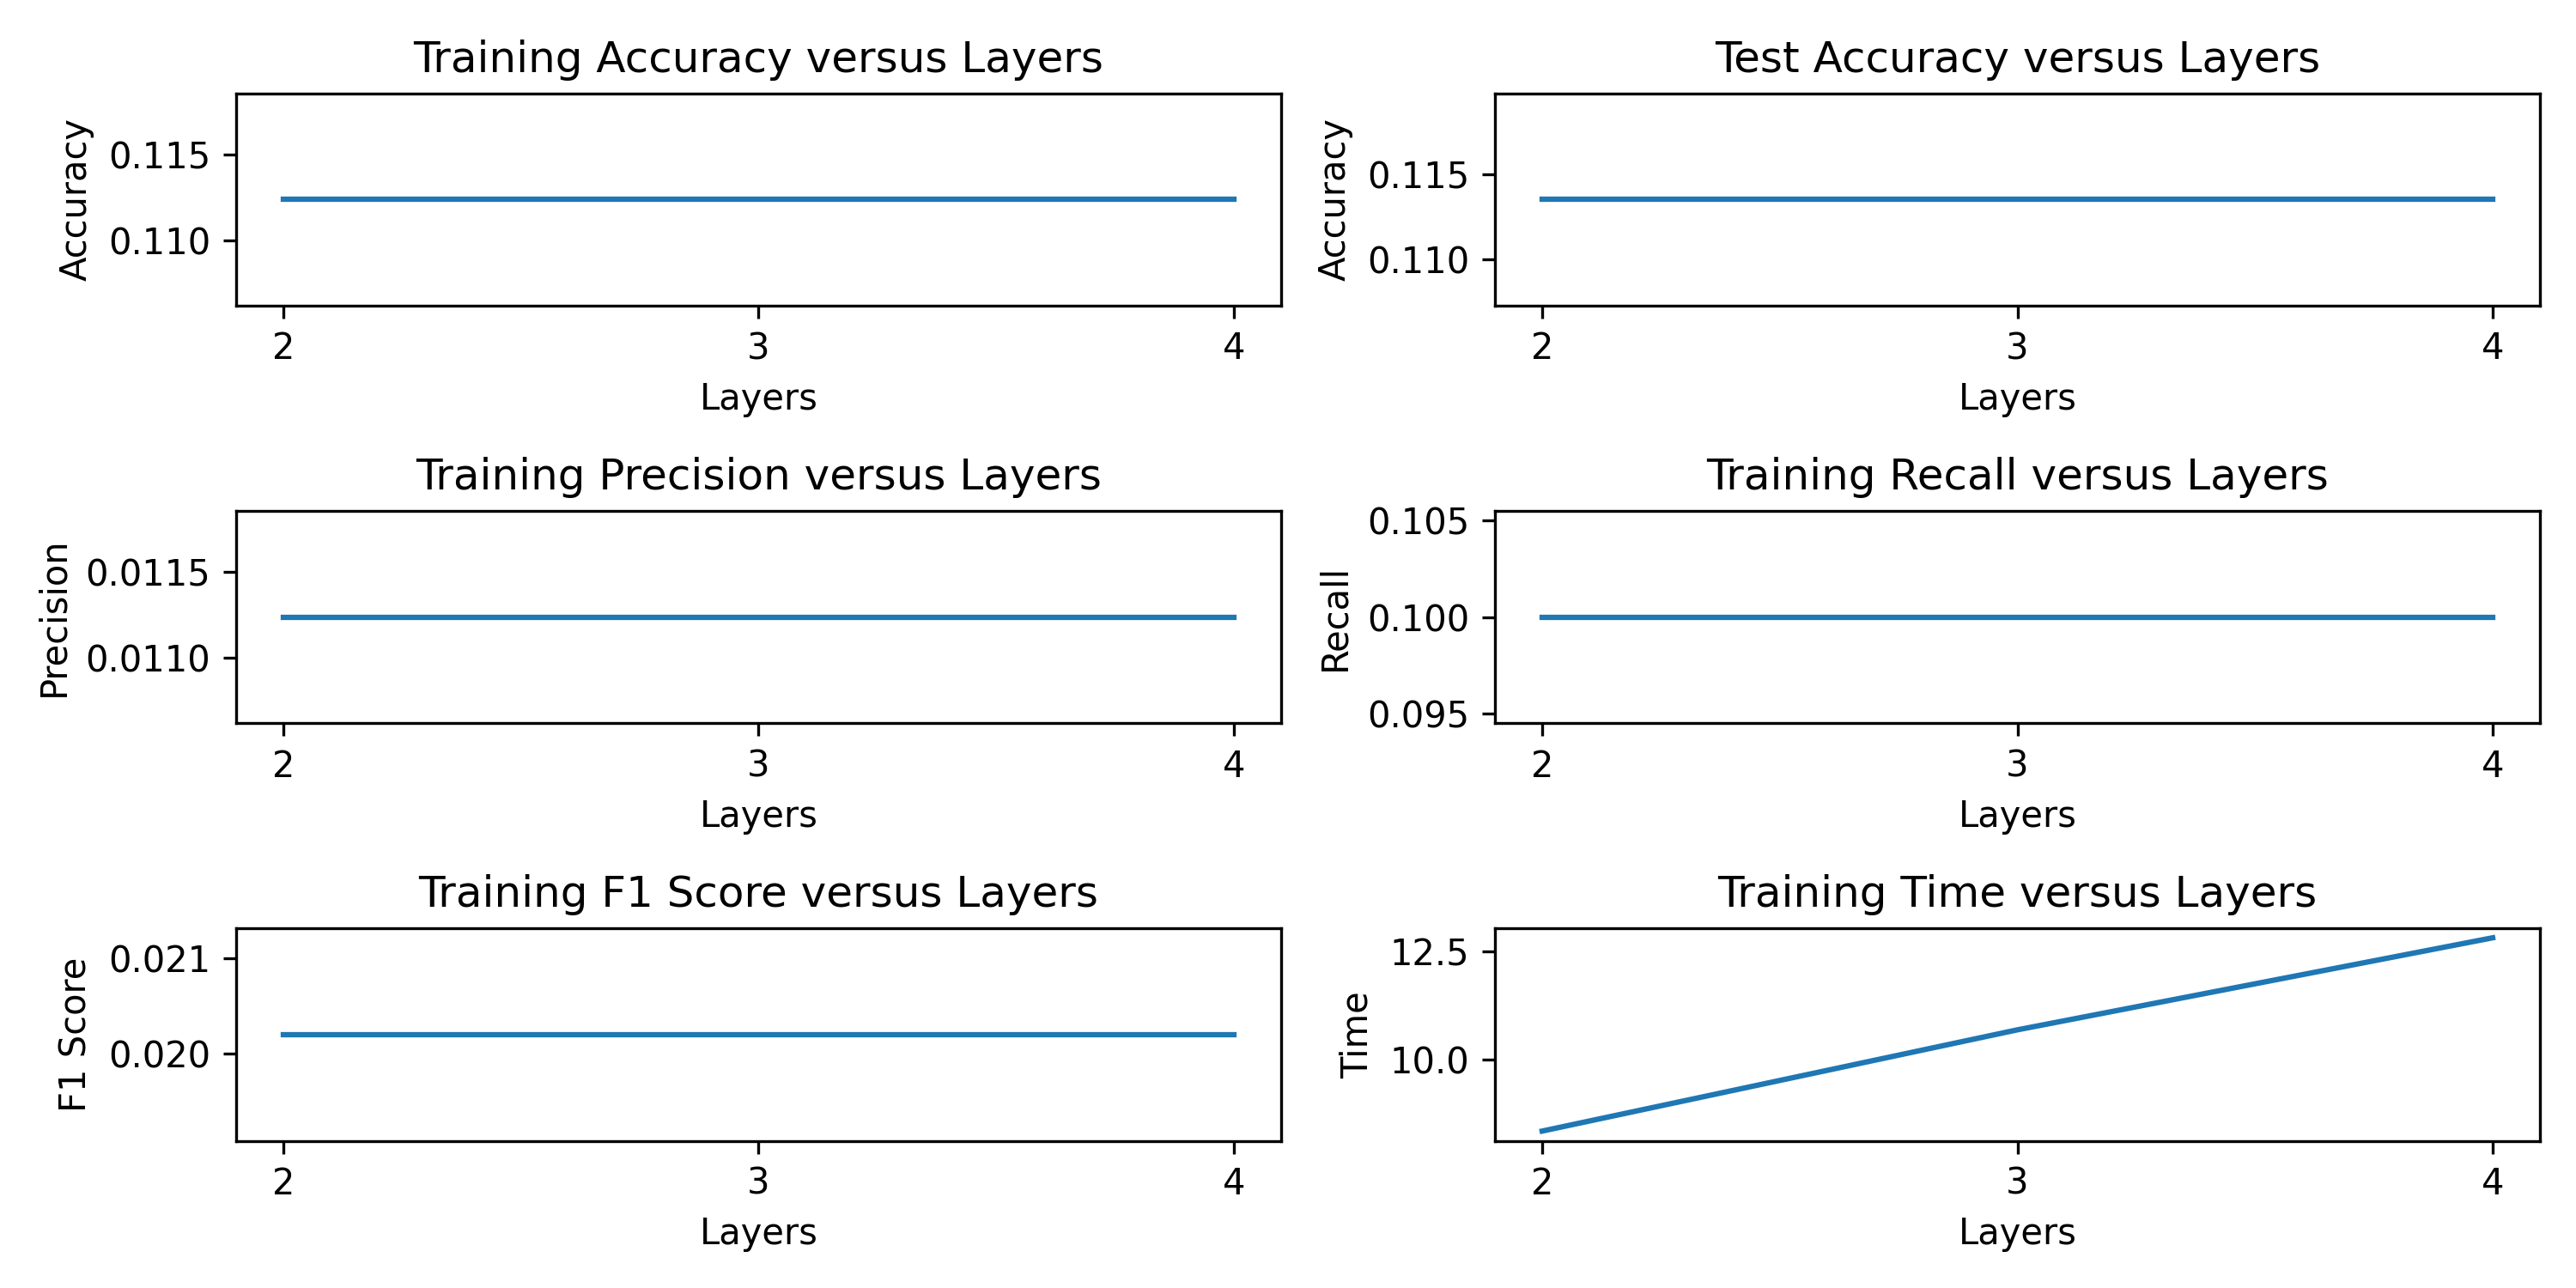 Training Accuracy versus Layers
Accuracy
0.115
0.110
2 3 4
Layers
Test Accuracy versus Layers
Accuracy
0.115
0.110
2 3 4
Layers
Training Precision versus Layers
Precision
0.0115
0.0110
2 3 4
Layers
Training Recall versus Layers
Recall
0.105
0.100
0.095
2 3 4
Layers
Training F1 Score versus Layers
F1 Score
0.021
0.020
2 3 4
Layers
Training Time versus Layers
Time
12.5
10.0
2 3 4
Layers